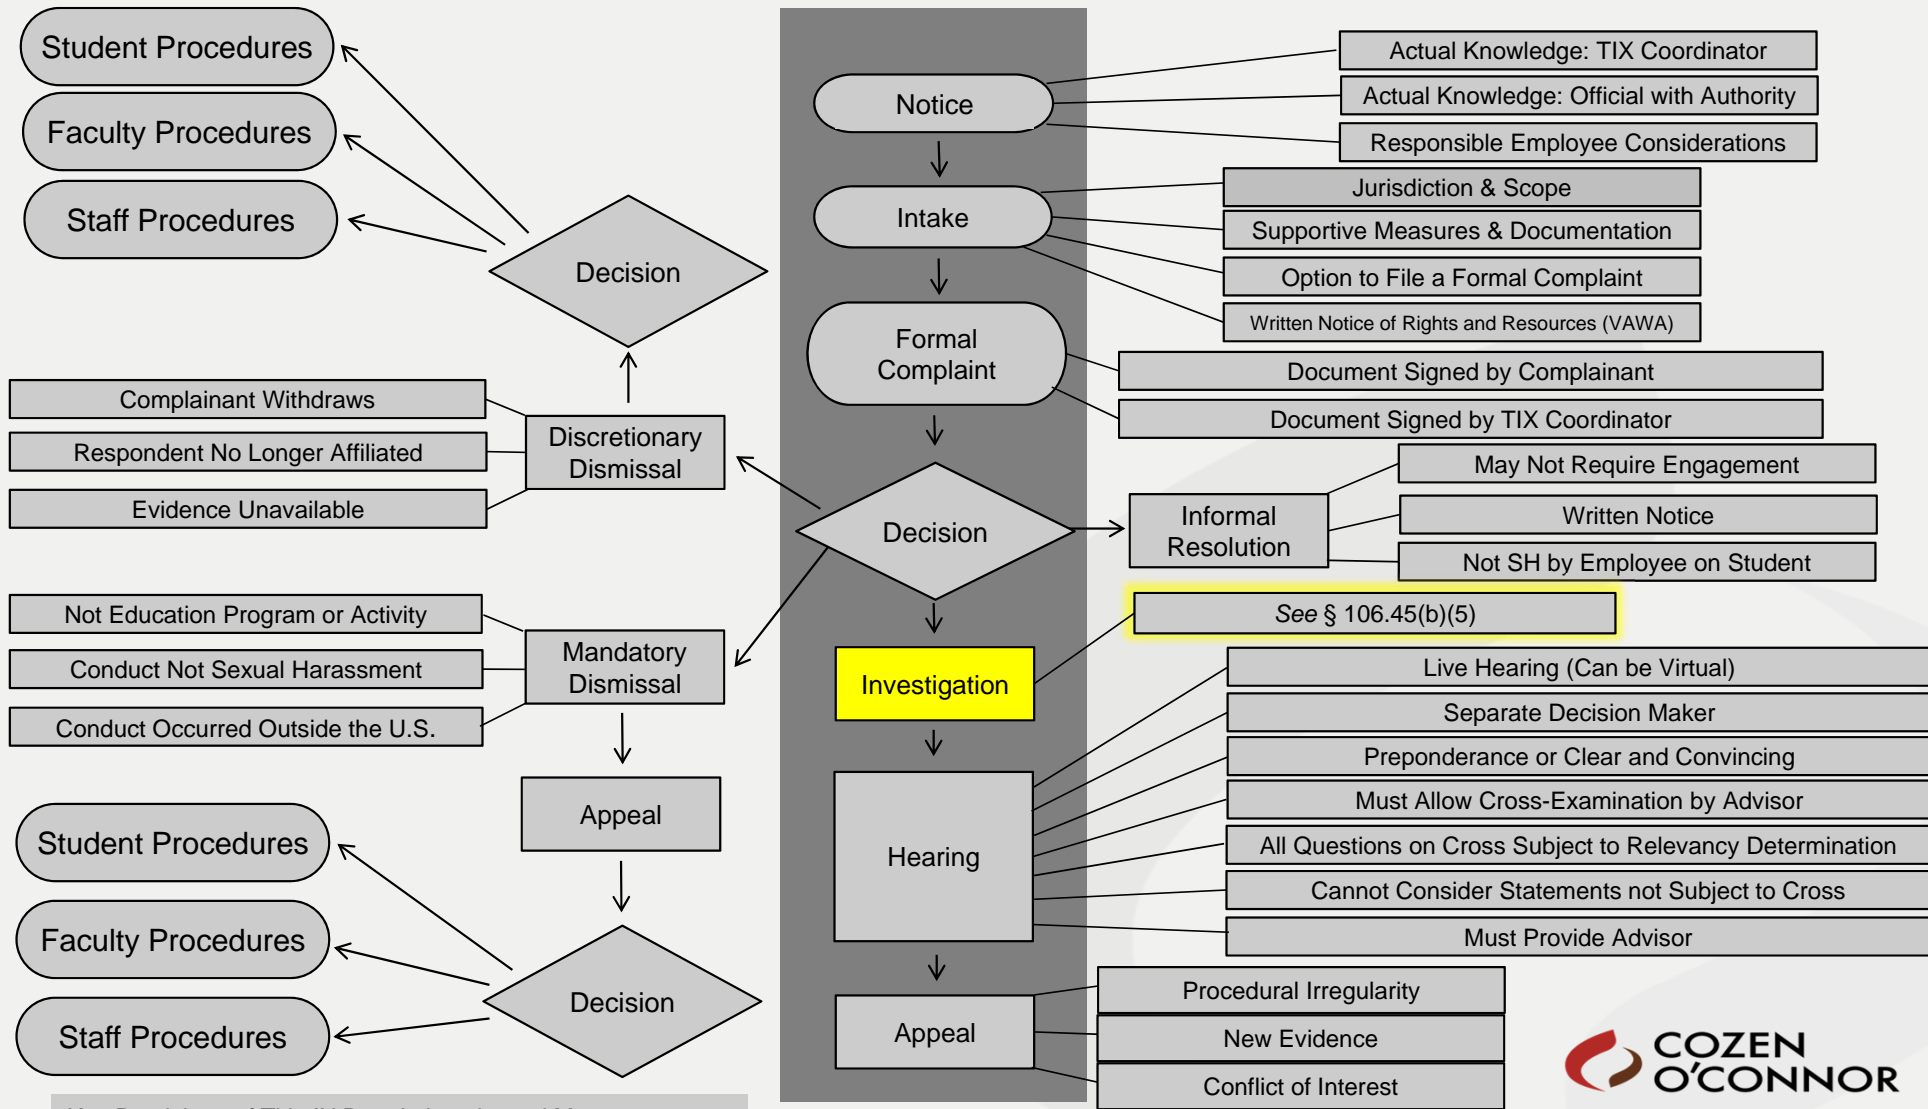 Student Procedures
Faculty Procedures
Staff Procedures
Decision
Complainant Withdraws
Respondent No Longer Affiliated
Evidence Unavailable
Discretionary
Dismissal
Not Education Program or Activity
Conduct Not Sexual Harassment
Conduct Occurred Outside the U.S.
Mandatory
Dismissal
Appeal
Student Procedures
Faculty Procedures
Staff Procedures
Decision
Notice
Actual Knowledge: TIX Coordinator
Actual Knowledge: Official with Authority
Responsible Employee Considerations
Intake
Jurisdiction & Scope
Supportive Measures & Documentation
Option to File a Formal Complaint
Written Notice of Rights and Resources (VAWA)
Formal
Complaint
Document Signed by Complainant
Document Signed by TIX Coordinator
Decision
Informal
Resolution
May Not Require Engagement
Written Notice
Not SH by Employee on Student
Investigation
See § 106.45(b)(5)
Hearing
Live Hearing (Can be Virtual)
Separate Decision Maker
Preponderance or Clear and Convincing
Must Allow Cross-Examination by Advisor
All Questions on Cross Subject to Relevancy Determination
Cannot Consider Statements not Subject to Cross
Must Provide Advisor
Appeal
Procedural Irregularity
New Evidence
Conflict of Interest
COZEN
O'CONNOR